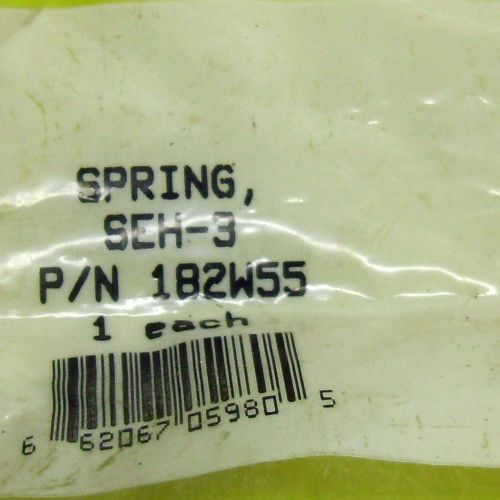 SPRING,
SEH-3
P/N 182W55
1 each
6 62067 05980 5